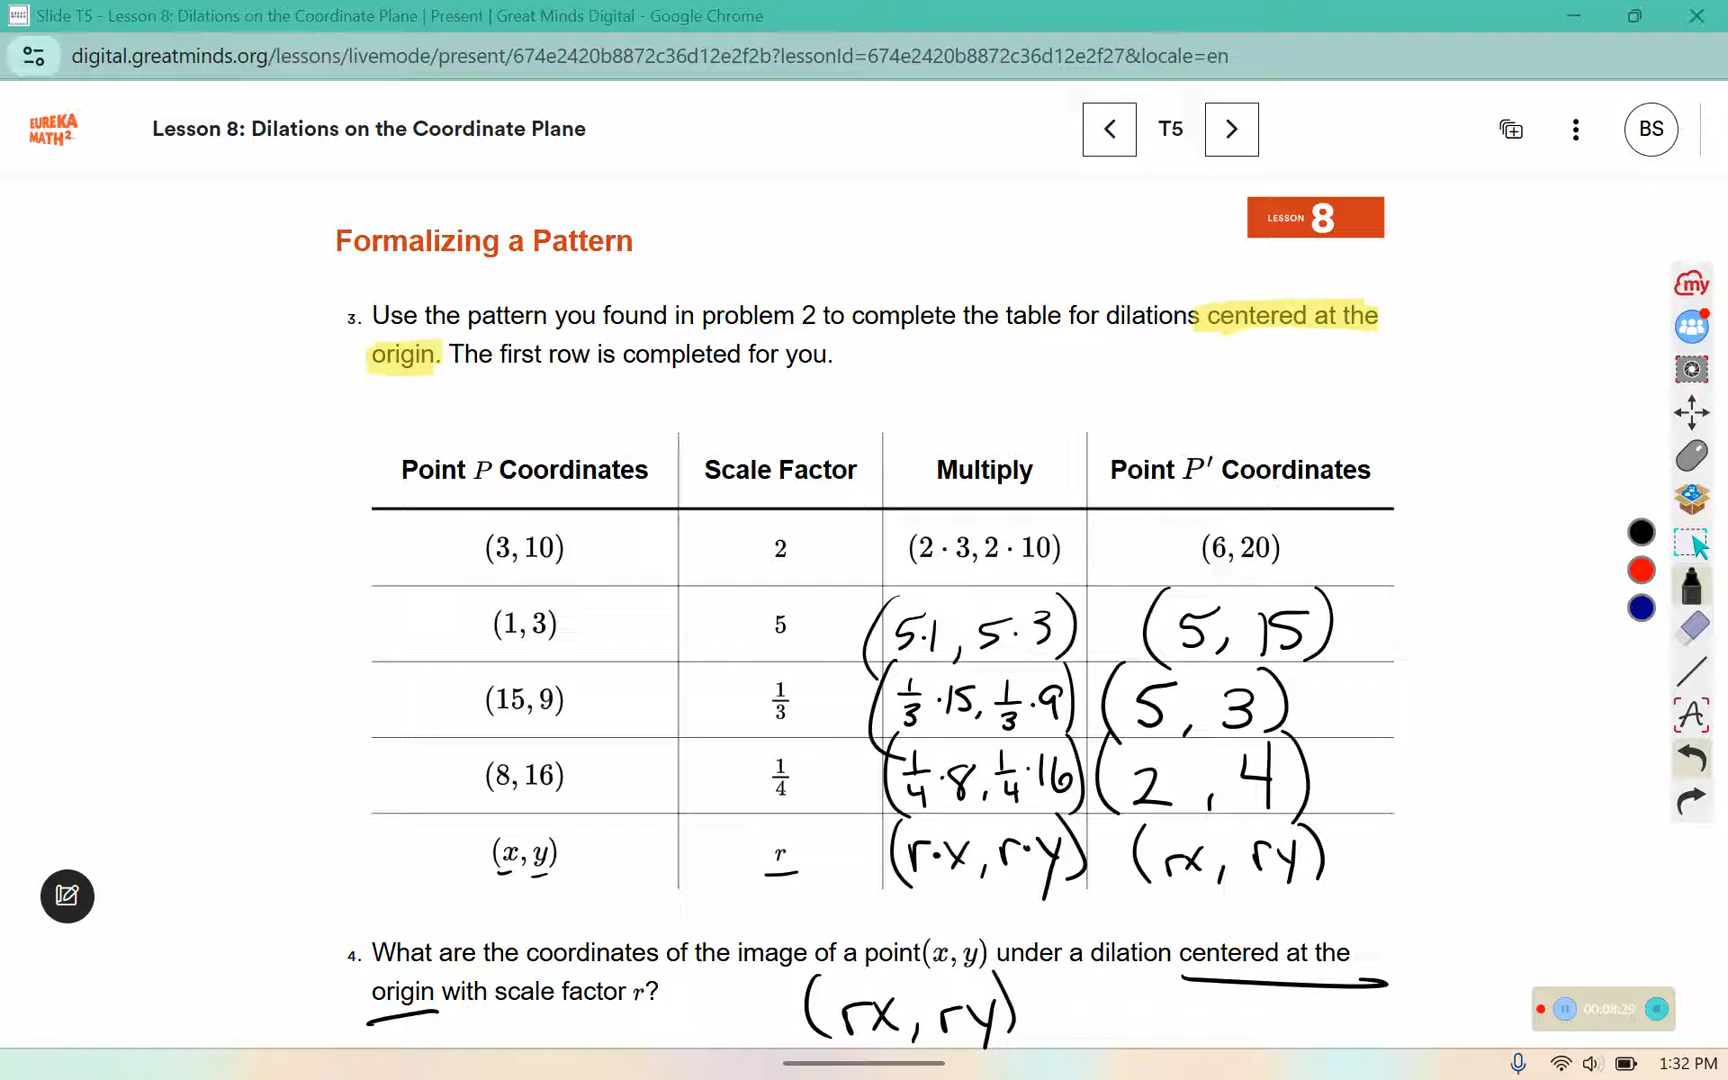 Slide T5 - Lesson 8: Dilations on the Coordinate Plane | Present | Great Minds Digital - Google Chrome
digital.greatminds.org/lessons/livemode/present/674e2420b8872c36d12e2f2b?lessonId=674e2420b8872c36d12e2f27&locale=en
EUREKA MATH²
Lesson 8: Dilations on the Coordinate Plane
T5
BS
LESSON 8
Formalizing a Pattern
3. Use the pattern you found in problem 2 to complete the table for dilations centered at the
origin. The first row is completed for you.
Point P Coordinates Scale Factor Multiply Point P′ Coordinates
(3, 10) 2 (2 · 3, 2 · 10) (6, 20)
(1, 3) 5 (5·1, 5·3) (5, 15)
(15, 9) 1/3 (1/3 ·15, 1/3 ·9) (5, 3)
(8, 16) 1/4 (1/4 ·8, 1/4 ·16) (2, 4)
(x, y) r (r·x, r·y) (rx, ry)
4. What are the coordinates of the image of a point(x, y) under a dilation centered at the
origin with scale factor r?
(rx, ry)
my
A
00:08:29
1:32 PM